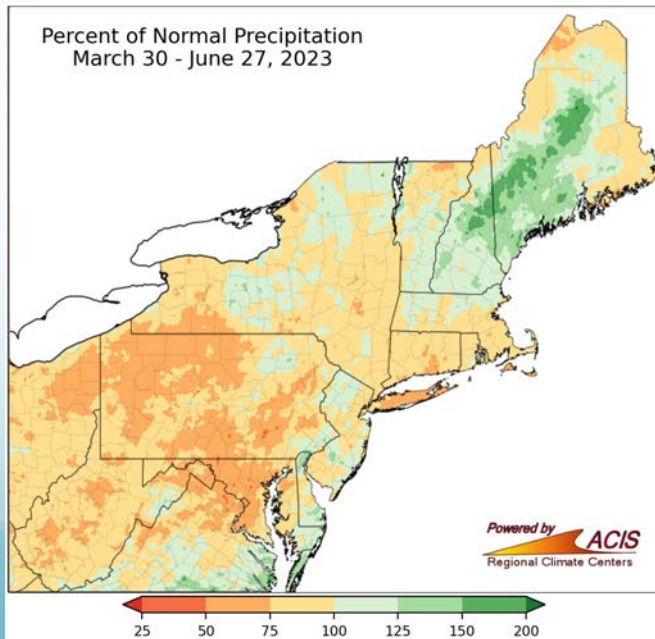 Percent of Normal Precipitation
March 30 - June 27, 2023
Powered by
ACIS
Regional Climate Centers
25 50 75 100 125 150 200